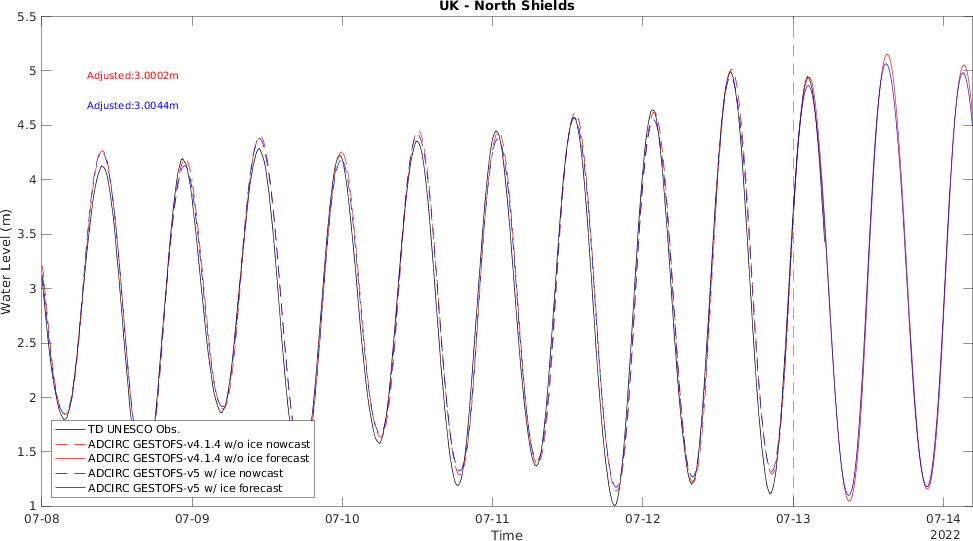 UK - North Shields
5.5
5
4.5
4
3.5
3
2.5
2
1.5
1
Water Level (m)
Adjusted:3.0002m
Adjusted:3.0044m
TD UNESCO Obs.
ADCIRC GESTOFS-v4.1.4 w/o ice nowcast
ADCIRC GESTOFS-v4.1.4 w/o ice forecast
ADCIRC GESTOFS-v5 w/ ice nowcast
ADCIRC GESTOFS-v5 w/ ice forecast
07-08 07-09 07-10 07-11 07-12 07-13 07-14
Time
2022